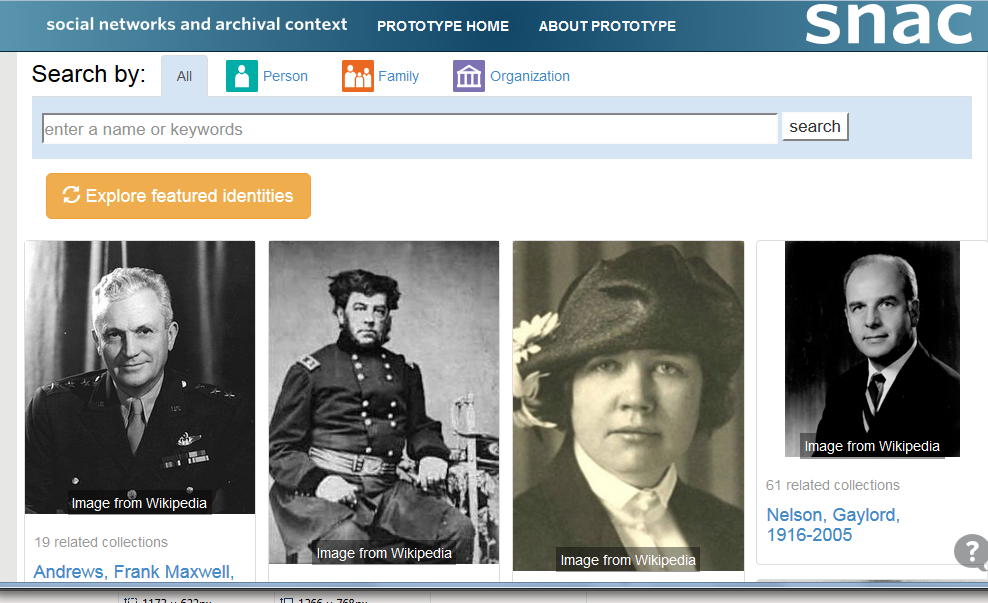 social networks and archival context PROTOTYPE HOME ABOUT PROTOTYPE snac
Search by: All Person Family Organization
enter a name or keywords search
Explore featured identities
Image from Wikipedia
19 related collections
Andrews, Frank Maxwell,
Image from Wikipedia
Image from Wikipedia
Image from Wikipedia
61 related collections
Nelson, Gaylord,
1916-2005
?